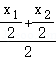 x₁/2 + x₂/2
2